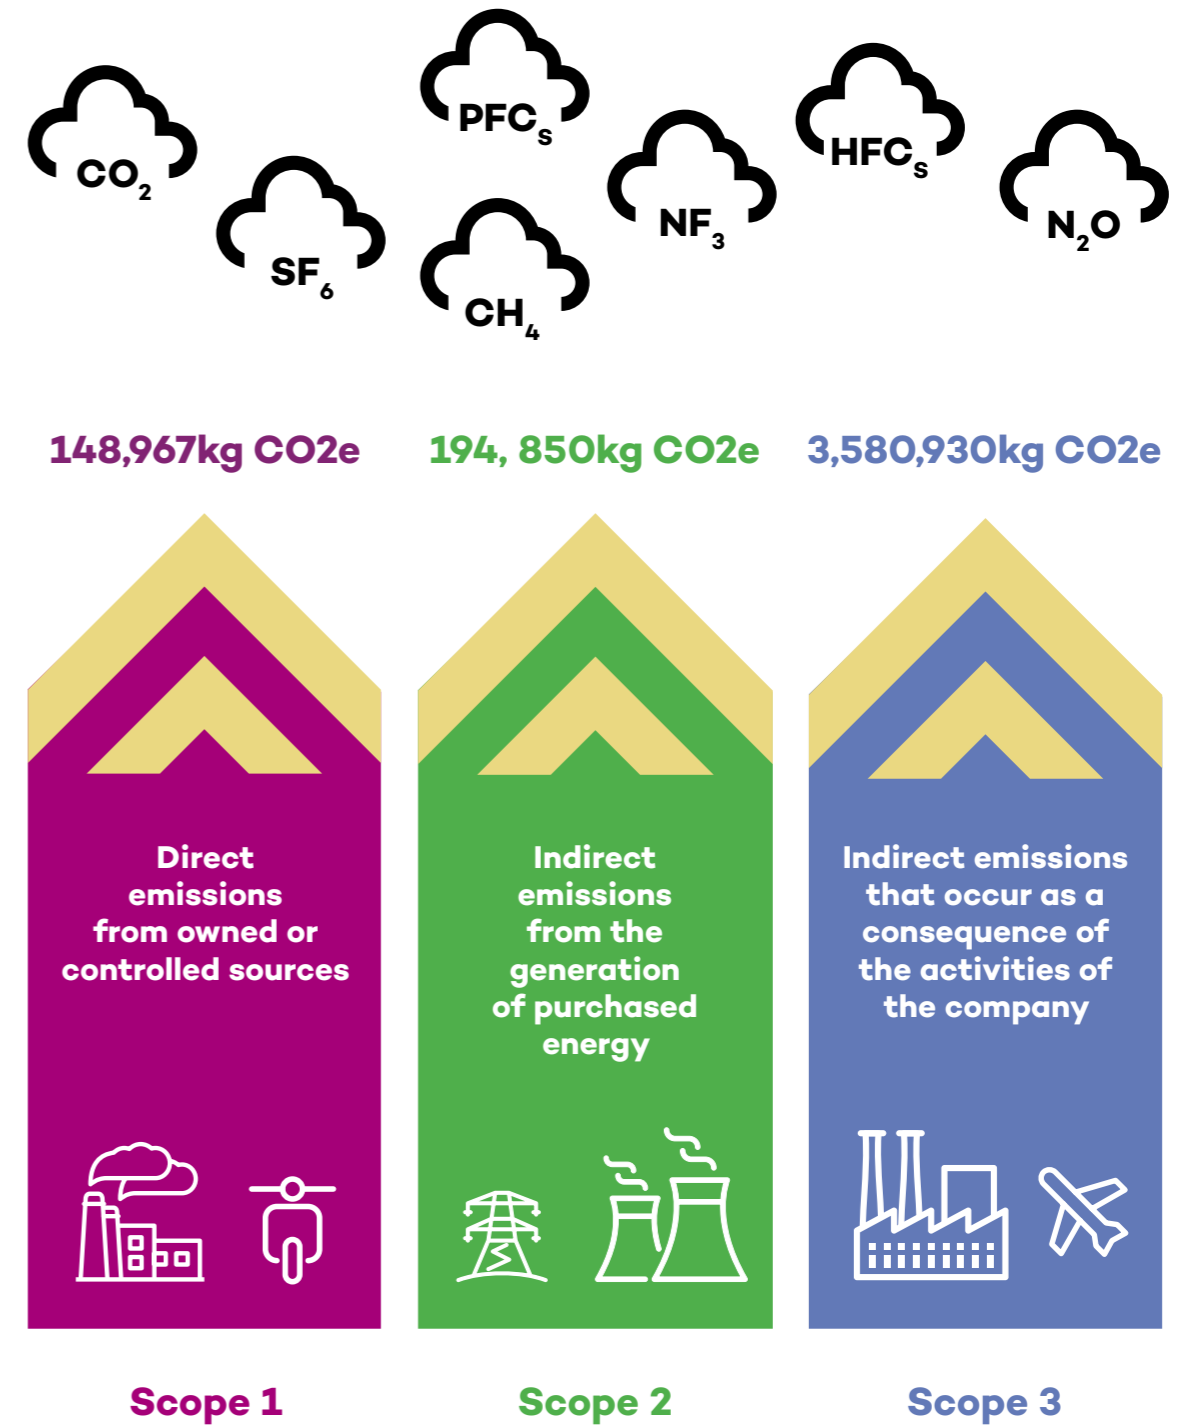 CO₂
SF₆
PFCs
CH₄
NF₃
HFCs
N₂O
148,967kg CO2e
194, 850kg CO2e
3,580,930kg CO2e
Direct
emissions
from owned or
controlled sources
Indirect
emissions
from the
generation
of purchased
energy
Indirect emissions
that occur as a
consequence of
the activities of
the company
Scope 1
Scope 2
Scope 3